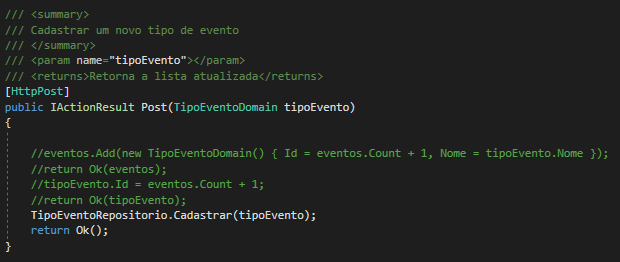 /// <summary>
/// Cadastrar um novo tipo de evento
/// </summary>
/// <param name="tipoEvento"></param>
/// <returns>Retorna a lista atualizada</returns>
[HttpPost]
public IActionResult Post(TipoEventoDomain tipoEvento)
{
//eventos.Add(new TipoEventoDomain() { Id = eventos.Count + 1, Nome = tipoEvento.Nome });
//return Ok(eventos);
//tipoEvento.Id = eventos.Count + 1;
//return Ok(tipoEvento);
TipoEventoRepositorio.Cadastrar(tipoEvento);
return Ok();
}